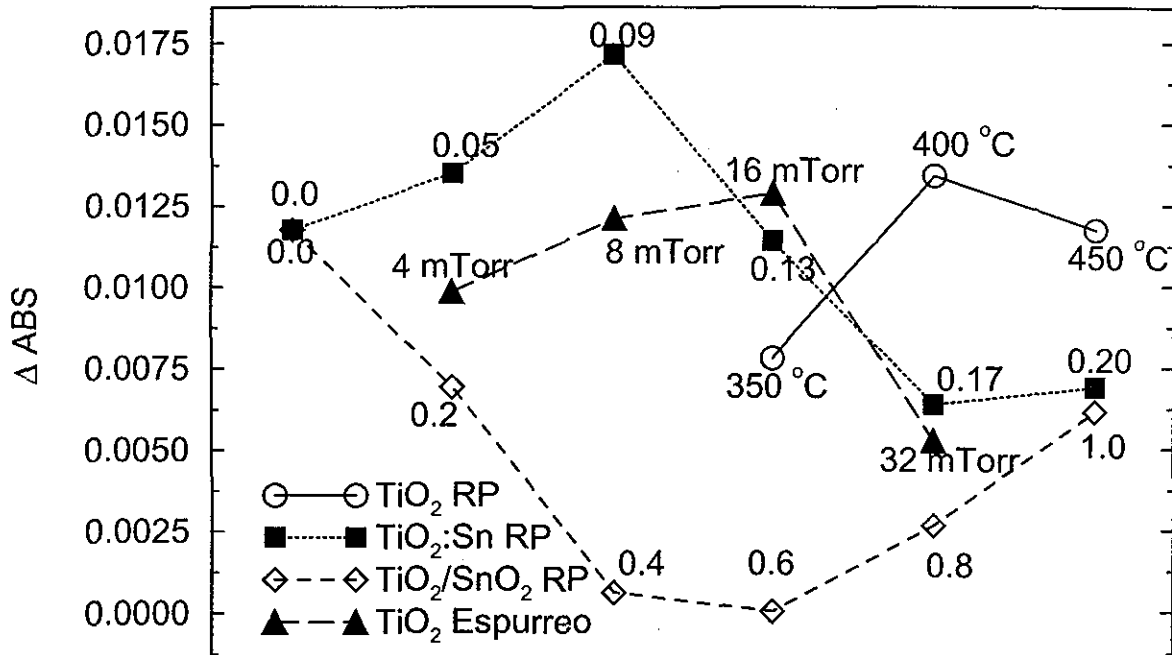 0.0175
0.0150
0.0125
0.0100
0.0075
0.0050
0.0025
0.0000
Δ ABS
0.09
0.05
0.0
0.0
16 mTorr
400 °C
4 mTorr
8 mTorr
0.13
450 °C
350 °C
0.2
0.17
0.20
32 mTorr
1.0
0.4
0.6
0.8
TiO₂ RP
TiO₂:Sn RP
TiO₂/SnO₂ RP
TiO₂ Espurreo